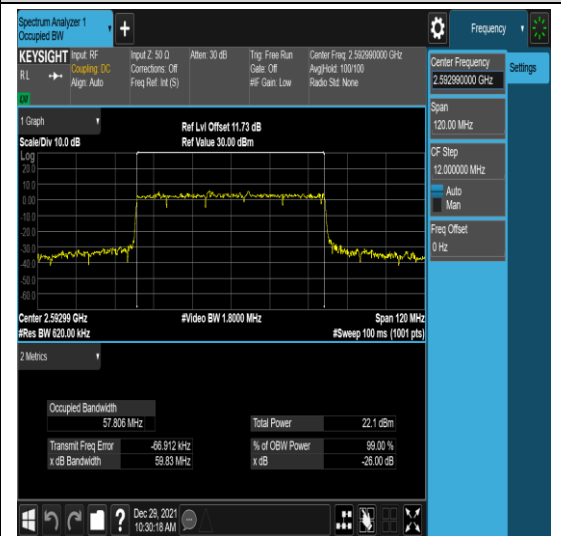 Spectrum Analyzer 1
Occupied BW
+
Frequency
KEYSIGHT
Input: RF
Input Z: 50 Ω
Atten: 30 dB
Trig: Free Run
Center Freq: 2.592990000 GHz
RL
Coupling: DC
Corrections: Off
Gate: Off
Avg|Hold: 100/100
Align: Auto
Freq Ref: Int (S)
#IF Gain: Low
Radio Std: None
Center Frequency
2.592990000 GHz
Settings
Span
120.00 MHz
CF Step
12.000000 MHz
Auto
Man
Freq Offset
0 Hz
1 Graph
Ref Lvl Offset 11.73 dB
Scale/Div 10.0 dB
Ref Value 30.00 dBm
Log
20.0
10.0
0.00
-10.0
-20.0
-30.0
-40.0
-50.0
-60.0
Center 2.59299 GHz
#Video BW 1.8000 MHz
Span 120 MHz
#Res BW 620.00 kHz
#Sweep 100 ms (1001 pts)
2 Metrics
Occupied Bandwidth
57.806 MHz
Total Power
22.1 dBm
Transmit Freq Error
-66.912 kHz
% of OBW Power
99.00 %
x dB Bandwidth
59.83 MHz
x dB
-26.00 dB
?
Dec 29, 2021
10:30:18 AM